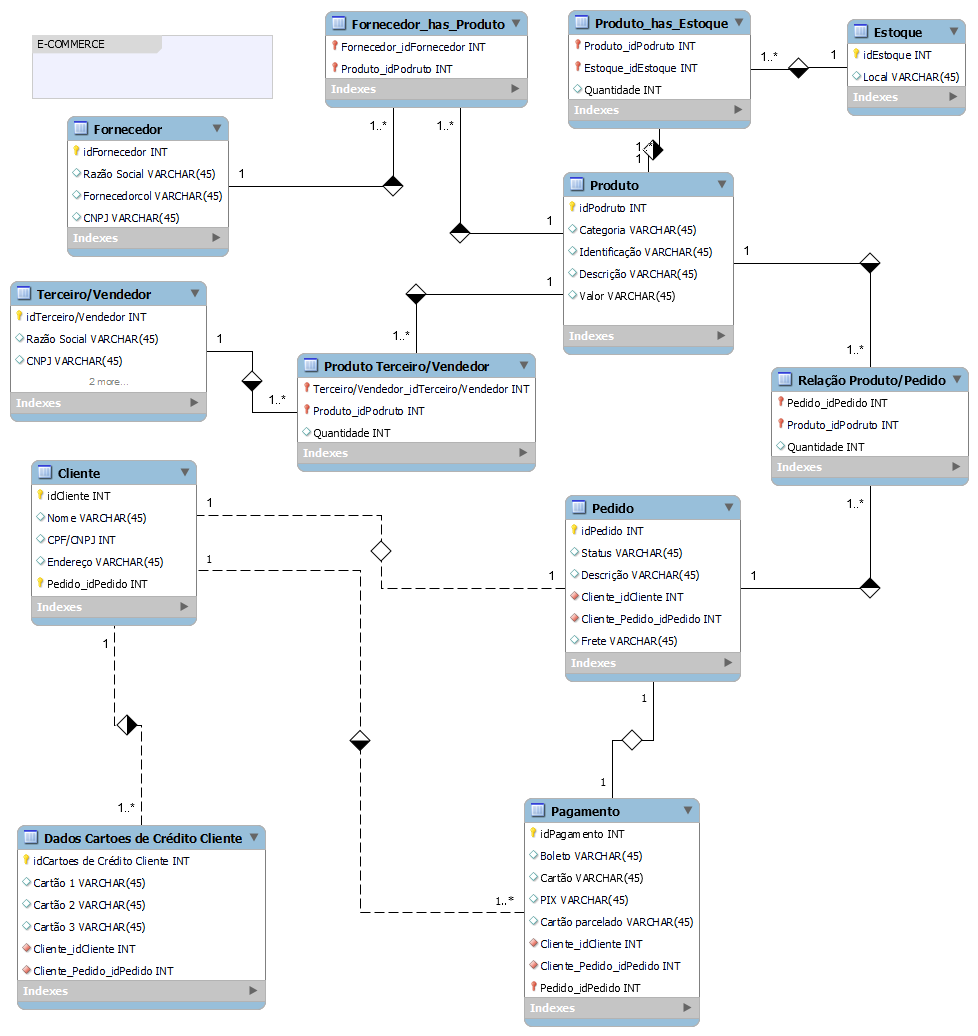 E-COMMERCE
Fornecedor_has_Produto
Fornecedor_idFornecedor INT
Produto_idPodruto INT
Indexes
Produto_has_Estoque
Produto_idPodruto INT
Estoque_idEstoque INT
Quantidade INT
Indexes
Estoque
idEstoque INT
Local VARCHAR(45)
Indexes
1..*
1
Fornecedor
idFornecedor INT
Razão Social VARCHAR(45)
Fornecedorcol VARCHAR(45)
CNPJ VARCHAR(45)
Indexes
1
1..*
1..*
1
1..*
1
Produto
idPodruto INT
Categoria VARCHAR(45)
Identificação VARCHAR(45)
Descrição VARCHAR(45)
Valor VARCHAR(45)
Indexes
1
1..*
Terceiro/Vendedor
idTerceiro/Vendedor INT
Razão Social VARCHAR(45)
CNPJ VARCHAR(45)
2 more...
Indexes
1
1..*
1
1..*
Produto Terceiro/Vendedor
Terceiro/Vendedor_idTerceiro/Vendedor INT
Produto_idPodruto INT
Quantidade INT
Indexes
Relação Produto/Pedido
Pedido_idPedido INT
Produto_idPodruto INT
Quantidade INT
Indexes
1..*
1
Cliente
idCliente INT
Nome VARCHAR(45)
CPF/CNPJ INT
Endereço VARCHAR(45)
Pedido_idPedido INT
Indexes
1
1
1
Pedido
idPedido INT
Status VARCHAR(45)
Descrição VARCHAR(45)
Cliente_idCliente INT
Cliente_Pedido_idPedido INT
Frete VARCHAR(45)
Indexes
1
1..*
1
1
1..*
Dados Cartoes de Crédito Cliente
idCartoes de Crédito Cliente INT
Cartão 1 VARCHAR(45)
Cartão 2 VARCHAR(45)
Cartão 3 VARCHAR(45)
Cliente_idCliente INT
Cliente_Pedido_idPedido INT
Indexes
Pagamento
idPagamento INT
Boleto VARCHAR(45)
Cartão VARCHAR(45)
PIX VARCHAR(45)
Cartão parcelado VARCHAR(45)
Cliente_idCliente INT
Cliente_Pedido_idPedido INT
Pedido_idPedido INT
Indexes